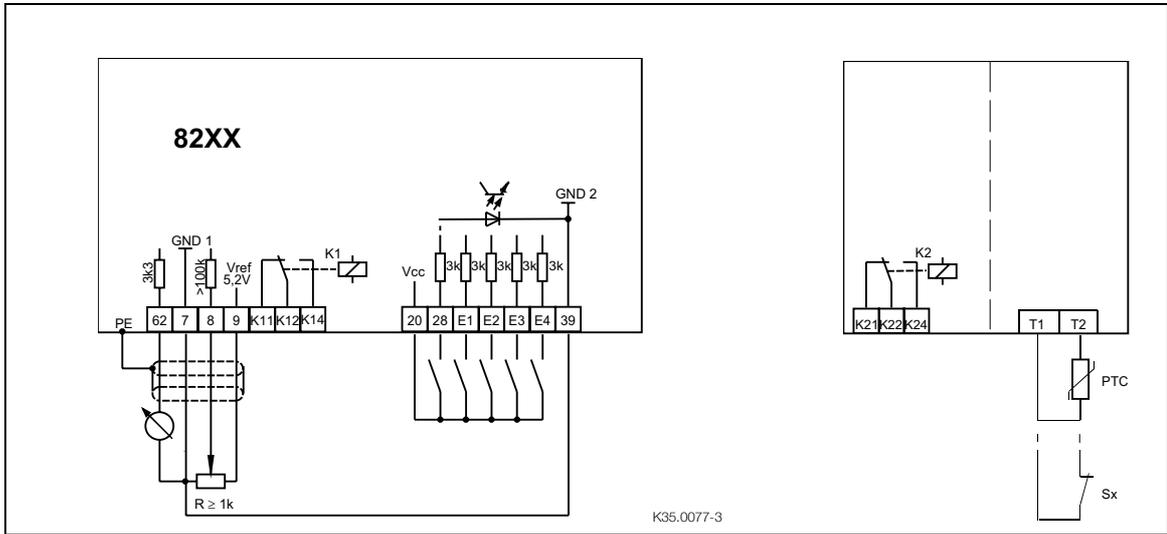 82XX
GND 2
GND 1
K1
K2
3k3
>100k
Vref
5,2V
3k
3k
3k
3k
3k
Vcc
PE
62
7
8
9
K11
K12
K14
20
28
E1
E2
E3
E4
39
K21
K22
K24
T1
T2
PTC
Sx
R ≥ 1k
K35.0077-3